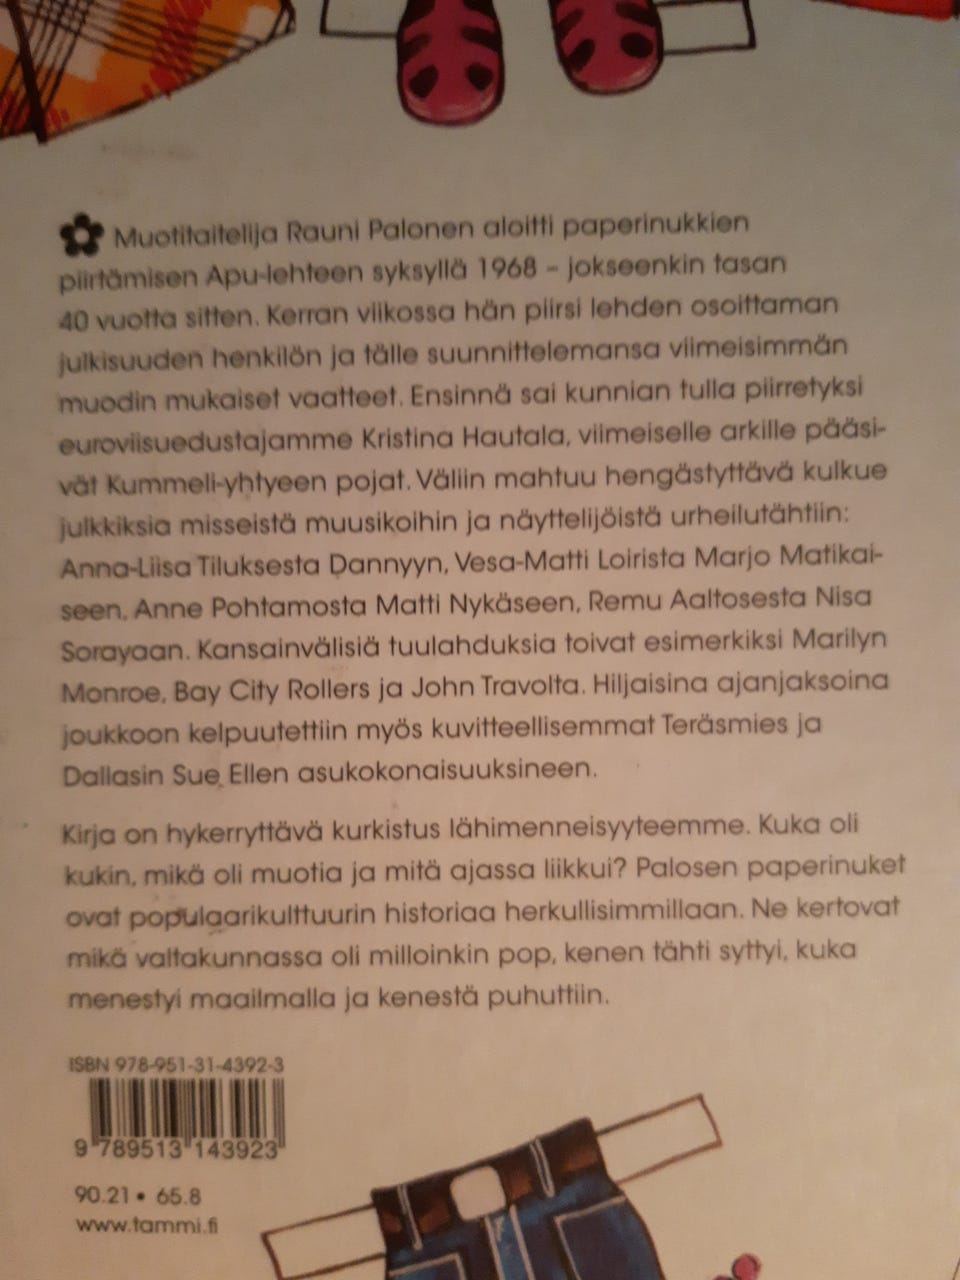 Muotitaitelija Rauni Palonen aloitti paperinukkien
piirtämisen Apu-lehteen syksyllä 1968 – jokseenkin tasan
40 vuotta sitten. Kerran viikossa hän piirsi lehden osoittaman
julkisuuden henkilön ja tälle suunnittelemansa viimeisimmän
muodin mukaiset vaatteet. Ensinnä sai kunnian tulla piirretyksi
euroviisuedustajamme Kristina Hautala, viimeiselle arkille pääsi-
vät Kummeli-yhtyeen pojat. Väliin mahtuu hengästyttävä kulkue
julkkiksia misseistä muusikoihin ja näyttelijöistä urheilutähtiin:
Anna-Liisa Tiluksesta Dannyyn, Vesa-Matti Loirista Marjo Matikai-
seen, Anne Pohtamosta Matti Nykäseen, Remu Aaltosesta Nisa
Sorayaan. Kansainvälisiä tuulahduksia toivat esimerkiksi Marilyn
Monroe, Bay City Rollers ja John Travolta. Hiljaisina ajanjaksoina
joukkoon kelpuutettiin myös kuvitteellisemmat Teräsmies ja
Dallasin Sue Ellen asukokonaisuuksineen.
Kirja on hykerryttävä kurkistus lähimenneisyyteemme. Kuka oli
kukin, mikä oli muotia ja mitä ajassa liikkui? Palosen paperinuket
ovat populaarikulttuurin historiaa herkullisimmillaan. Ne kertovat
mikä valtakunnassa oli milloinkin pop, kenen tähti syttyi, kuka
menestyi maailmalla ja kenestä puhuttiin.
ISBN 978-951-31-4392-3
9 789513 143923
90.21 • 65.8
www.tammi.fi